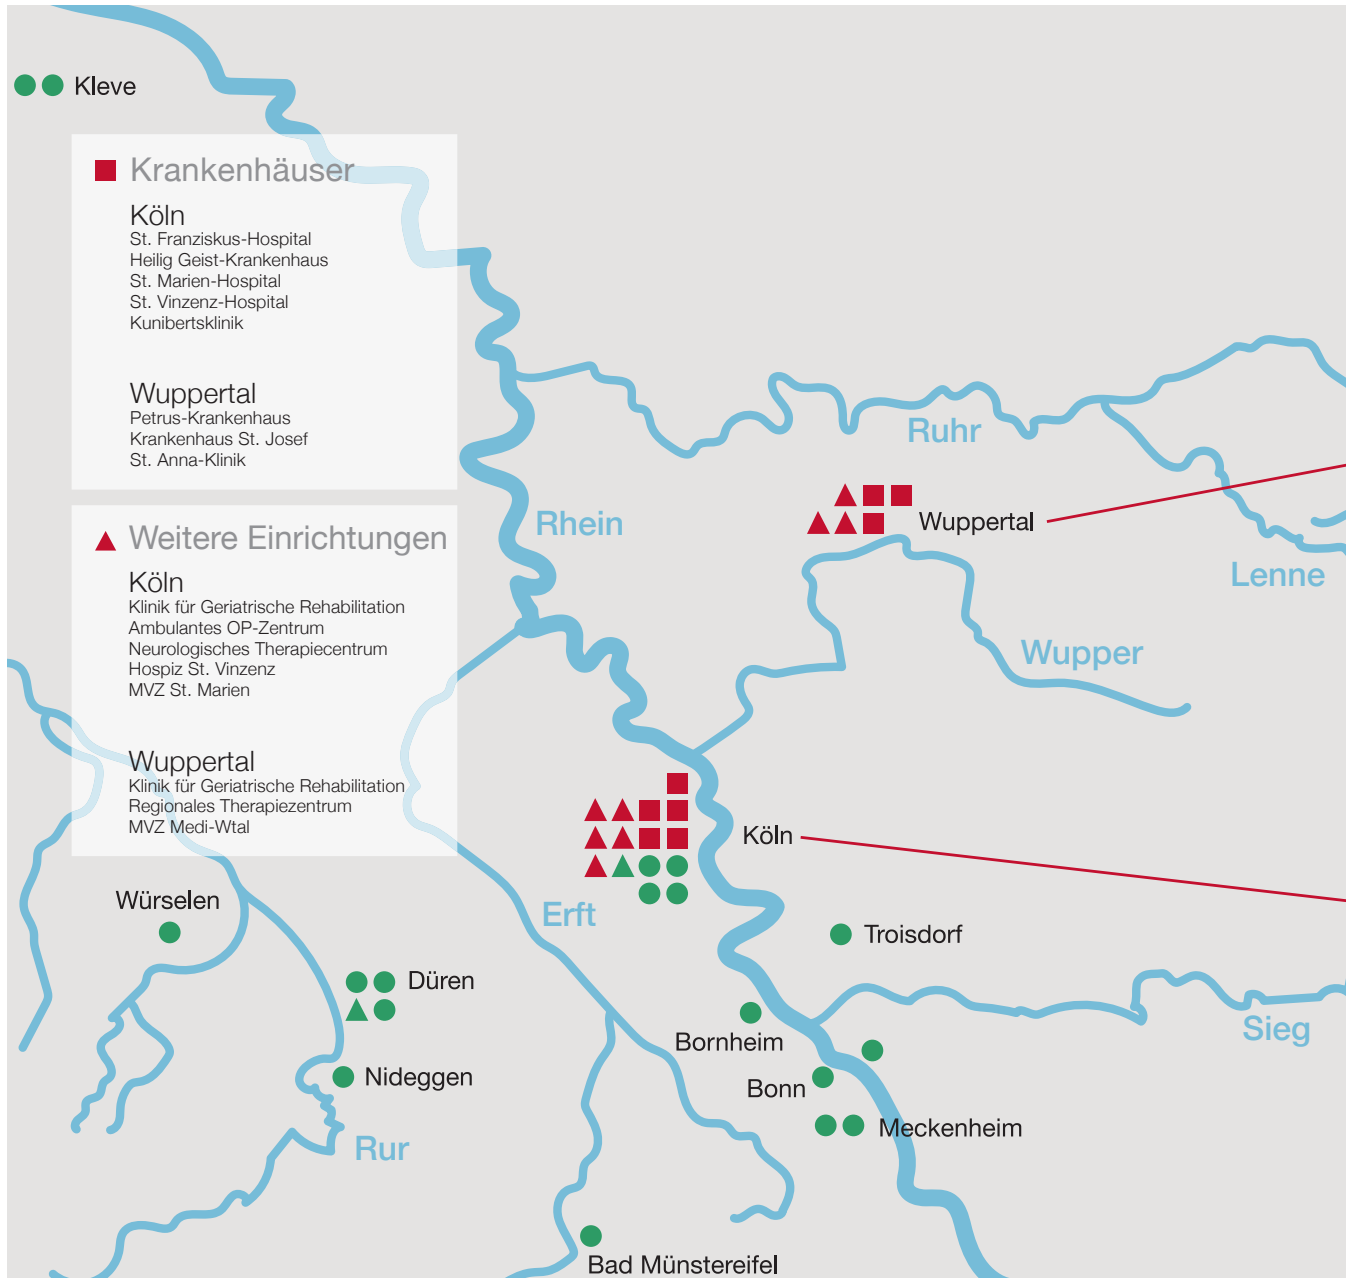 Kleve
Krankenhäuser
Köln
St. Franziskus-Hospital
Heilig Geist-Krankenhaus
St. Marien-Hospital
St. Vinzenz-Hospital
Kunibertsklinik
Wuppertal
Petrus-Krankenhaus
Krankenhaus St. Josef
St. Anna-Klinik
Weitere Einrichtungen
Köln
Klinik für Geriatrische Rehabilitation
Ambulantes OP-Zentrum
Neurologisches Therapiecentrum
Hospiz St. Vinzenz
MVZ St. Marien
Wuppertal
Klinik für Geriatrische Rehabilitation
Regionales Therapiezentrum
MVZ Medi-Wtal
Ruhr
Rhein
Wuppertal
Lenne
Wupper
Köln
Würselen
Erft
Troisdorf
Düren
Sieg
Bornheim
Nideggen
Bonn
Meckenheim
Rur
Bad Münstereifel